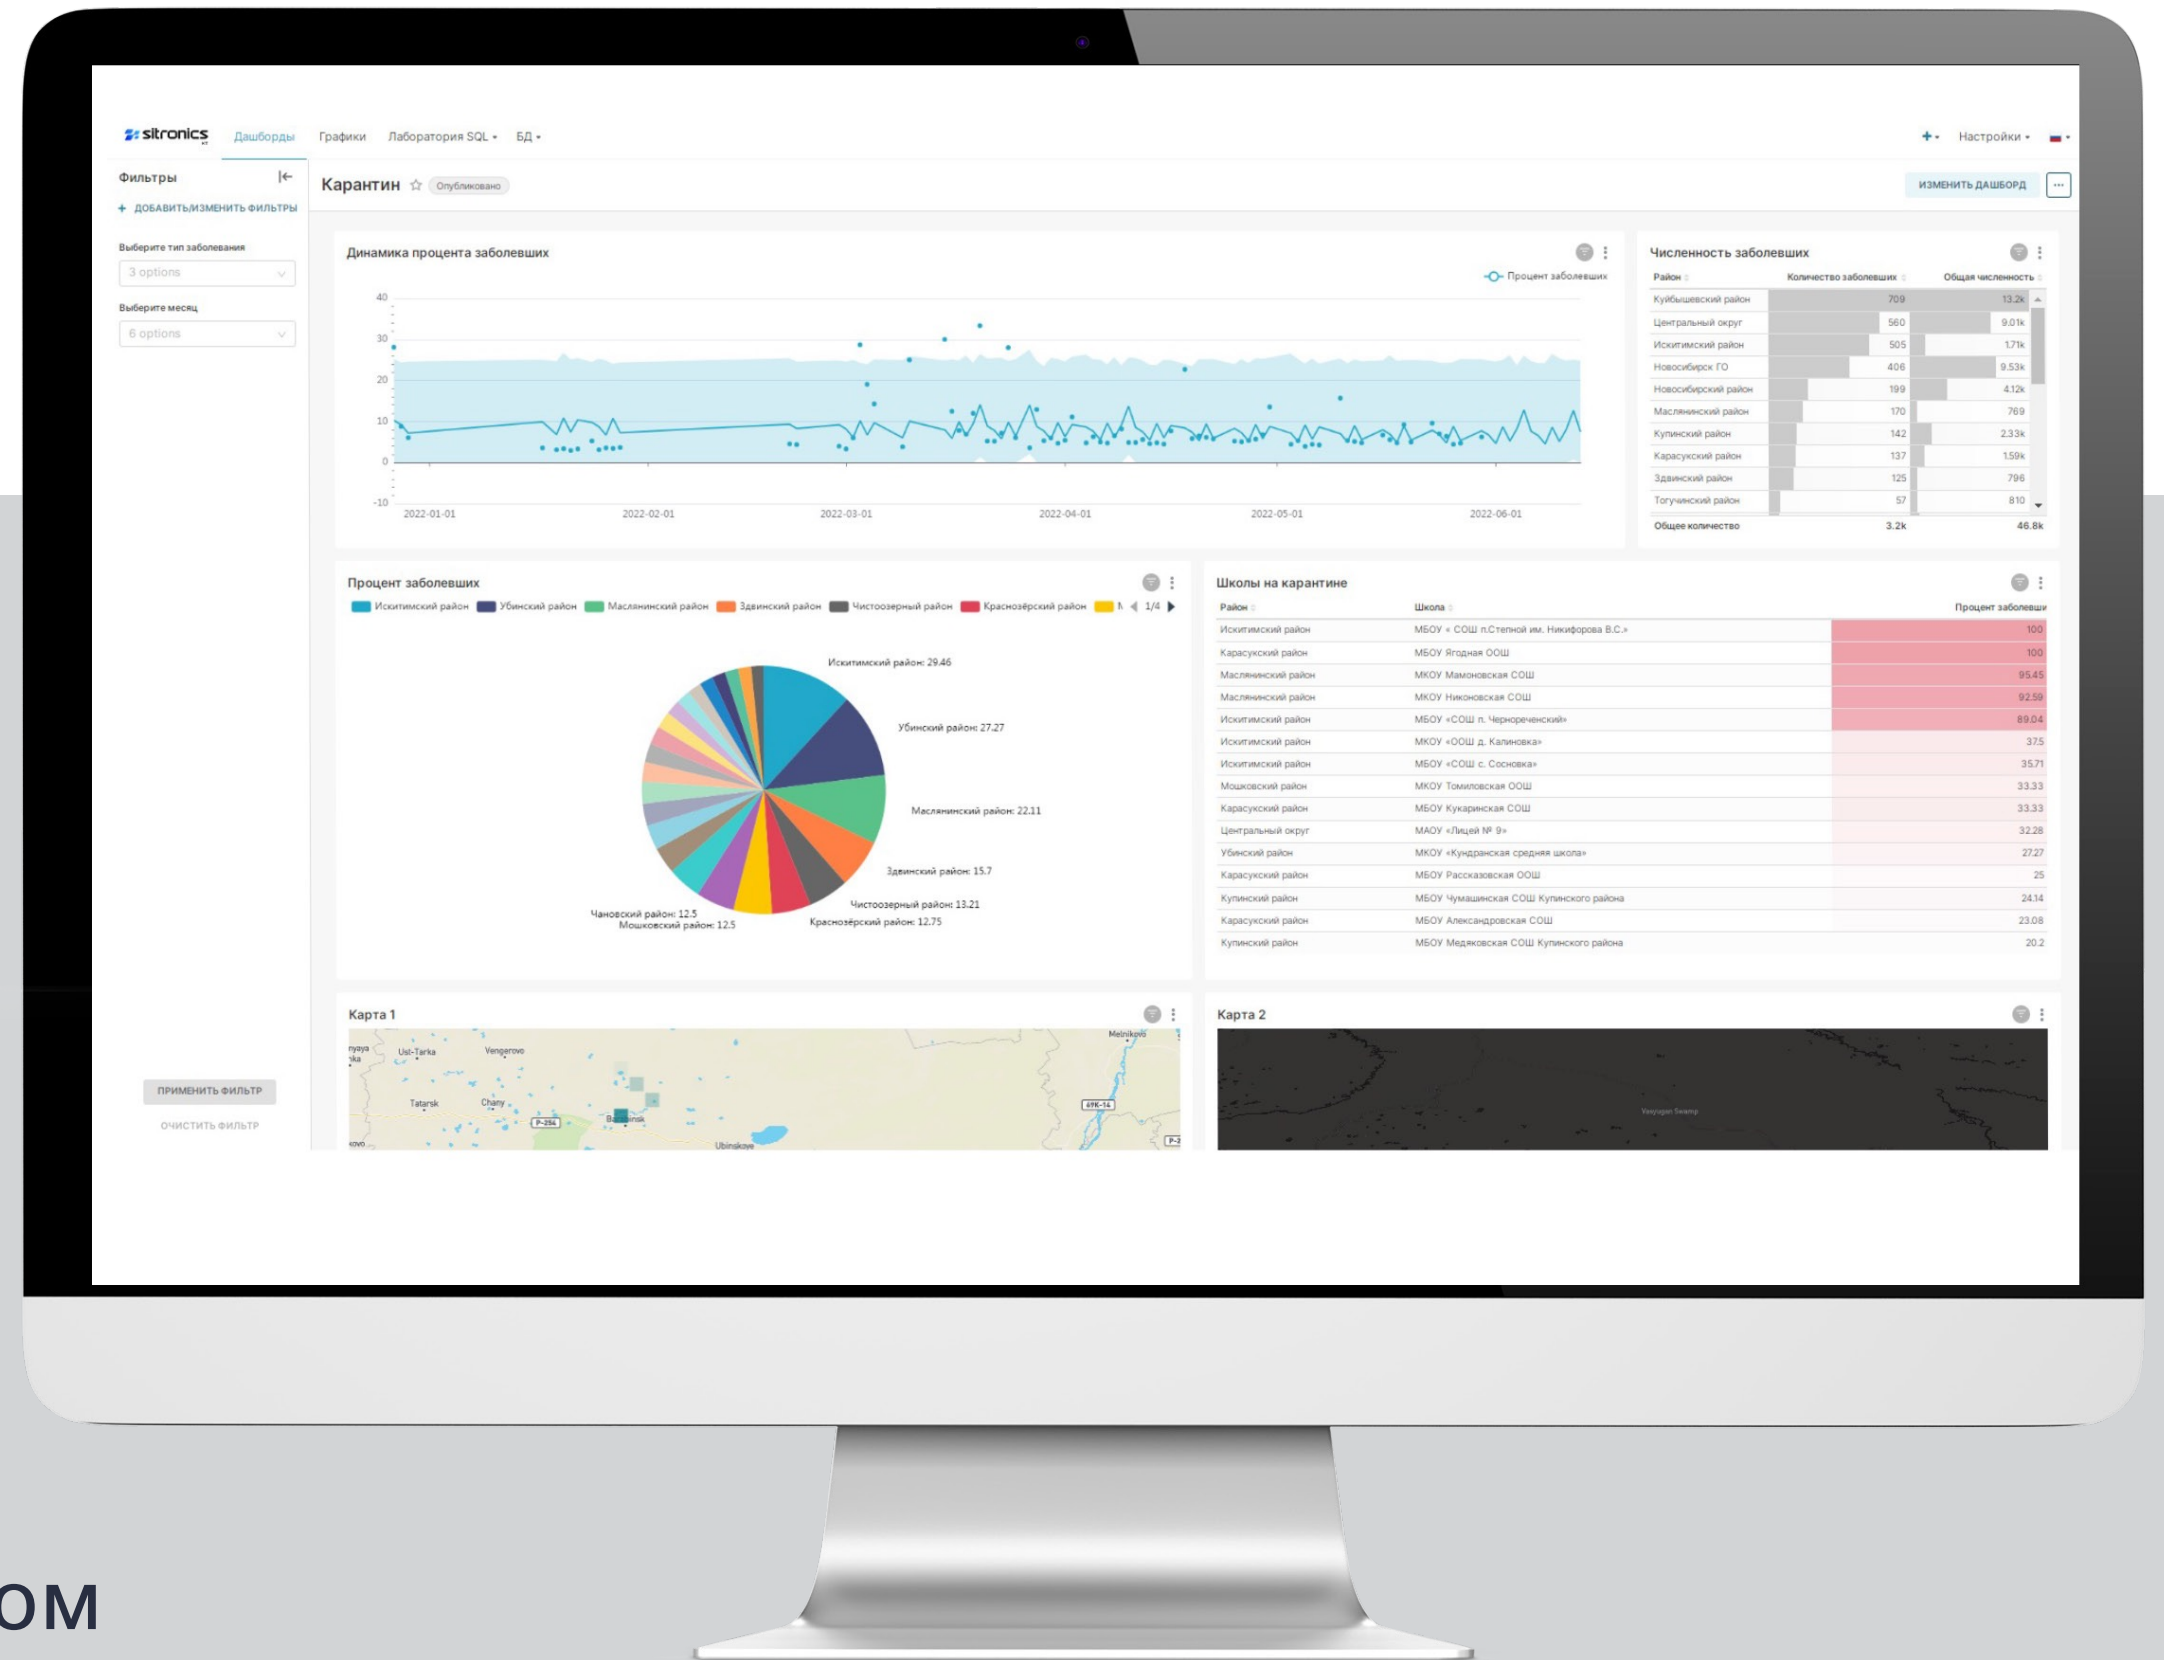 sitronics
Дашборды
Графики
Лаборатория SQL
БД
Настройки
Фильтры
+ ДОБАВИТЬ/ИЗМЕНИТЬ ФИЛЬТРЫ
Выберите тип заболевания
3 options
Выберите месяц
6 options
ПРИМЕНИТЬ ФИЛЬТР
ОЧИСТИТЬ ФИЛЬТР
Карантин
Опубликовано
ИЗМЕНИТЬ ДАШБОРД
Динамика процента заболевших
Процент заболевших
40
30
20
10
0
-10
2022-01-01 2022-02-01 2022-03-01 2022-04-01 2022-05-01 2022-06-01
Численность заболевших
Район Количество заболевших Общая численность
Куйбышевский район 709 13.2k
Центральный округ 560 9.01k
Искитимский район 505 1.71k
Новосибирск ГО 406 9.53k
Новосибирский район 199 4.12k
Маслянинский район 170 769
Купинский район 142 2.33k
Карасукский район 137 1.59k
Здвинский район 125 796
Тогучинский район 57 810
Общее количество 3.2k 46.8k
Процент заболевших
Искитимский район Убинский район Маслянинский район Здвинский район Чистоозерный район Краснозёрский район 1/4
Искитимский район: 29.46
Убинский район: 27.27
Маслянинский район: 22.11
Здвинский район: 15.7
Чистоозерный район: 13.21
Краснозёрский район: 12.75
Чановский район: 12.5
Мошковский район: 12.5
Школы на карантине
Район Школа Процент заболевши
Искитимский район МБОУ « СОШ п.Степной им. Никифорова В.С.» 100
Карасукский район МБОУ Ягодная ООШ 100
Маслянинский район МКОУ Мамоновская СОШ 95.45
Маслянинский район МКОУ Никоновская СОШ 92.59
Искитимский район МБОУ «СОШ п. Чернореченский» 89.04
Искитимский район МКОУ «ООШ д. Калиновка» 37.5
Искитимский район МБОУ «СОШ с. Сосновка» 35.71
Мошковский район МКОУ Томиловская ООШ 33.33
Карасукский район МБОУ Кукаринская СОШ 33.33
Центральный округ МАОУ «Лицей № 9» 32.28
Убинский район МКОУ «Кундранская средняя школа» 27.27
Карасукский район МБОУ Рассказовская ООШ 25
Купинский район МБОУ Чумашинская СОШ Купинского района 24.14
Карасукский район МБОУ Александровская СОШ 23.08
Купинский район МБОУ Медяковская СОШ Купинского района 20.2
Карта 1
Melnikovo
Ust-Tarka Vengerovo
Tatarsk Chany
P-254
Barabinsk
69K-14
Ubinskoye
Карта 2
Vasyugan Swamp
OM